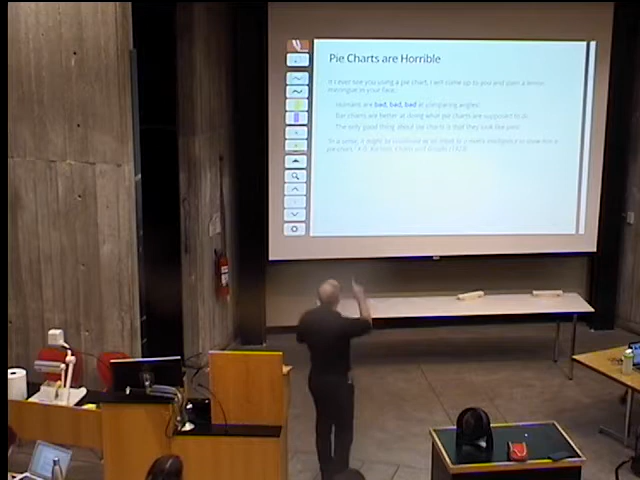 Pie Charts are Horrible
If I ever see you using a pie chart, I will come up to you and slam a lemon
meringue in your face.
Humans are bad, bad, bad at comparing angles!
Bar charts are better at doing what pie charts are supposed to do.
The only good thing about pie charts is that they look like pies!